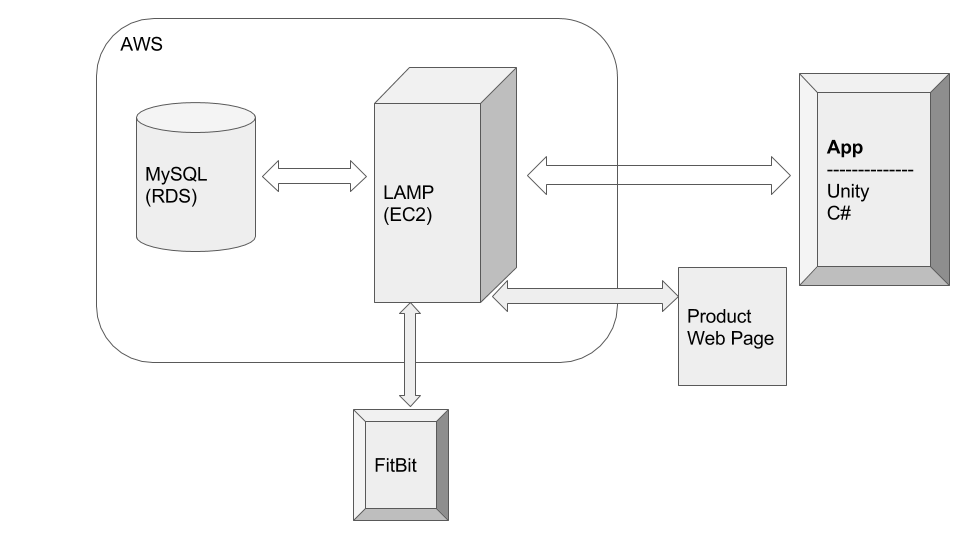 AWS
MySQL
(RDS)
LAMP
(EC2)
App
--------------
Unity
C#
Product
Web Page
FitBit